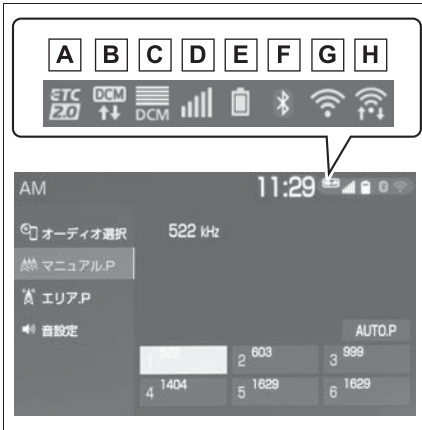 A B C D E F G H
ETC 2.0 DCM DCM
AM 11:29
オーディオ選択 522 kHz
マニュアル.P
エリア.P
音設定 AUTO.P
1 522 2 603 3 999
4 1404 5 1629 6 1629